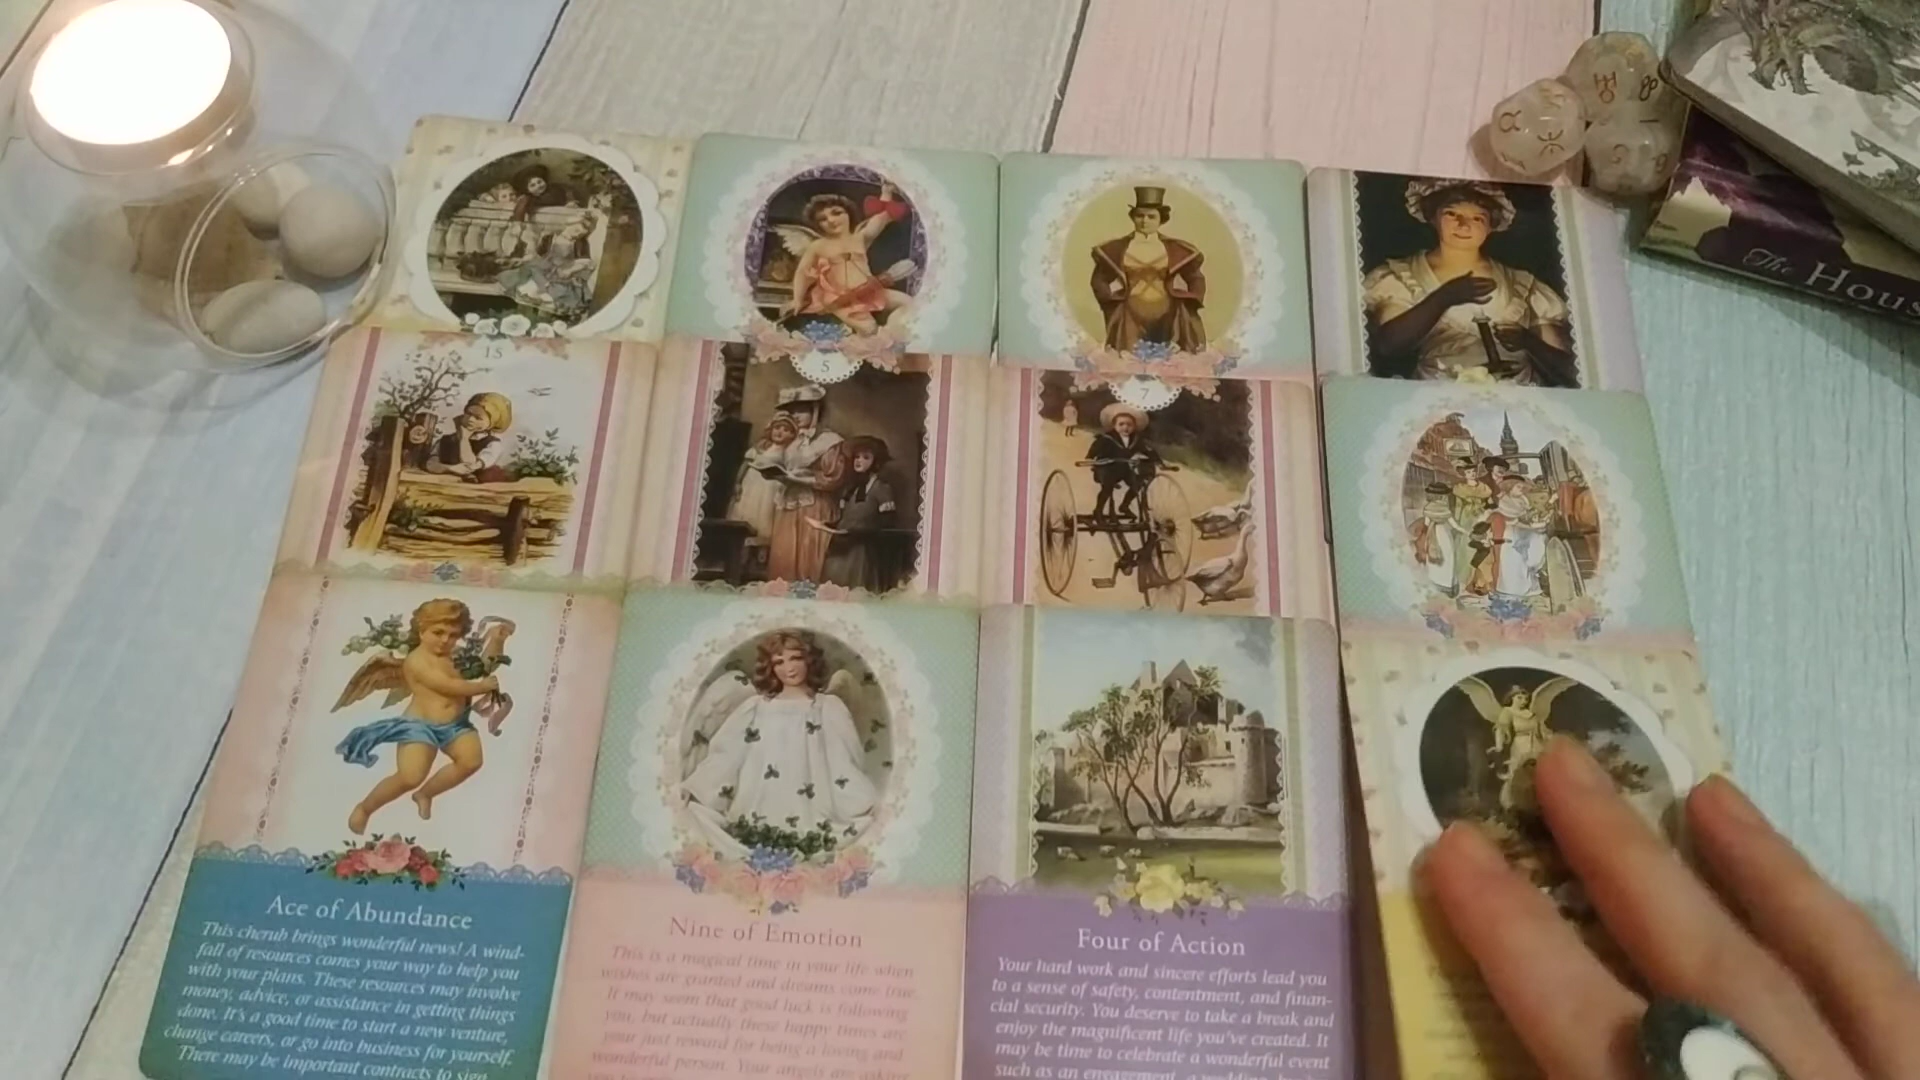 The Hous
15
5
7
Ace of Abundance
This cherub brings wonderful news! A wind-
fall of resources comes your way to help you
with your plans. These resources may involve
money, advice, or assistance in getting things
done. It's a good time to start a new venture,
change careers, or go into business for yourself.
There may be important contracts to sign
Nine of Emotion
This is a magical time in your life when
wishes are granted and dreams come true.
It may seem that good luck is following
you, but actually these happy times are
your just reward for being a loving and
wonderful person. Your angels are asking
Four of Action
Your hard work and sincere efforts lead you
to a sense of safety, contentment, and finan-
cial security. You deserve to take a break and
enjoy the magnificent life you've created. It
may be time to celebrate a wonderful event
such as an engagement, a wedding,